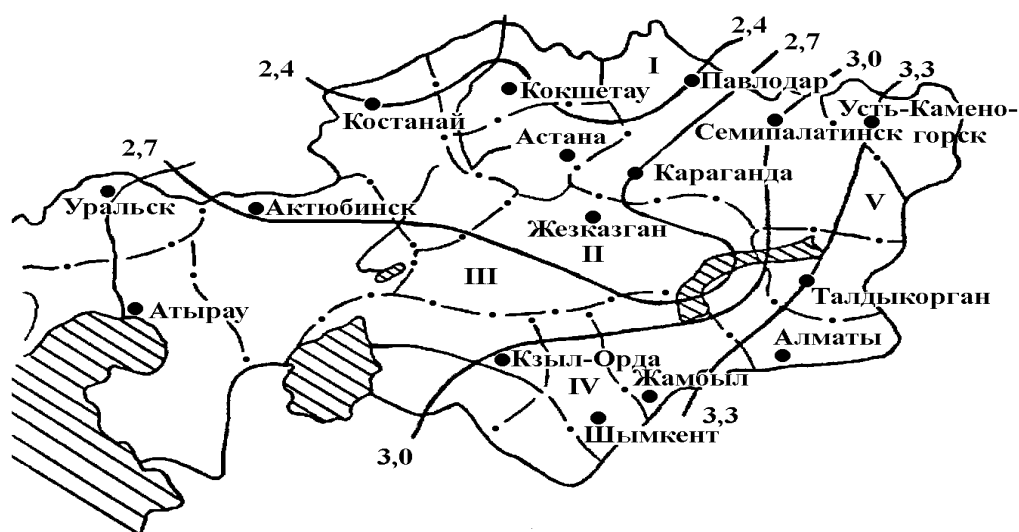 2,4
2,7
I
3,0
2,4
3,3
Павлодар
Кокшетау
Костанай
Усть-Камено-
горск
Семипалатинск
Астана
2,7
Караганда
Уральск
Актюбинск
V
Жезказган
II
III
Талдыкорган
Атырау
Алматы
Кзыл-Орда
IV
Жамбыл
3,3
Шымкент
3,0